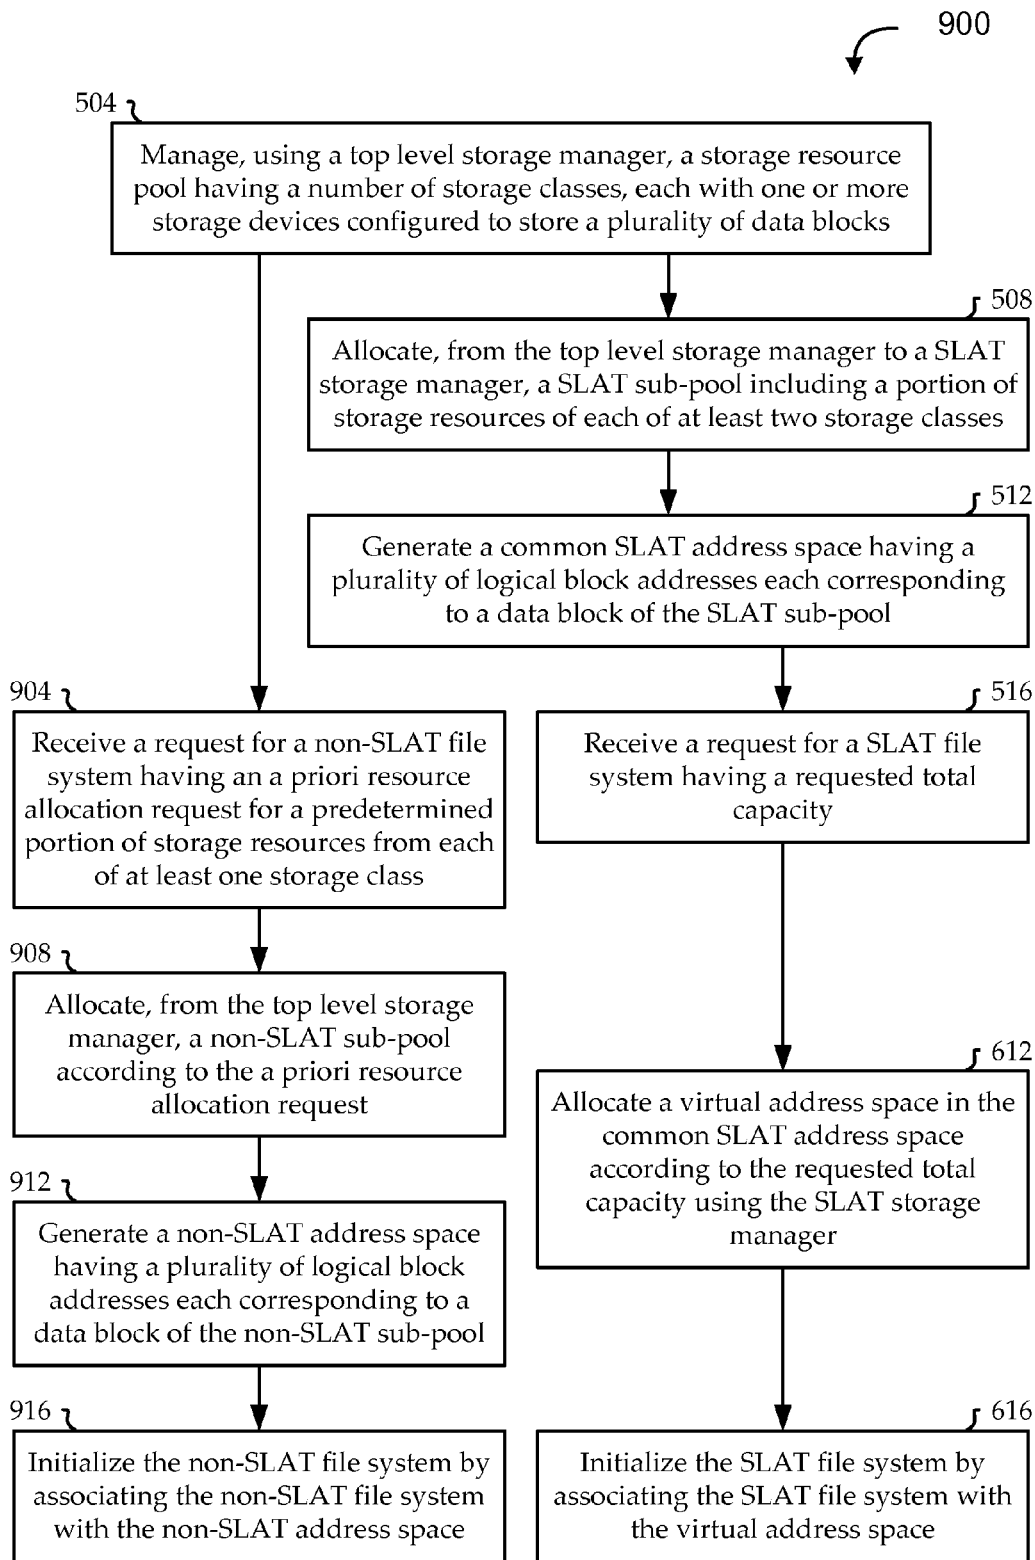 900
504
Manage, using a top level storage manager, a storage resource
pool having a number of storage classes, each with one or more
storage devices configured to store a plurality of data blocks
508
Allocate, from the top level storage manager to a SLAT
storage manager, a SLAT sub-pool including a portion of
storage resources of each of at least two storage classes
512
Generate a common SLAT address space having a
plurality of logical block addresses each corresponding
to a data block of the SLAT sub-pool
904
Receive a request for a non-SLAT file
system having an a priori resource
allocation request for a predetermined
portion of storage resources from each
of at least one storage class
516
Receive a request for a SLAT file
system having a requested total
capacity
908
Allocate, from the top level storage
manager, a non-SLAT sub-pool
according to the a priori resource
allocation request
612
Allocate a virtual address space in the
common SLAT address space
according to the requested total
capacity using the SLAT storage
manager
912
Generate a non-SLAT address space
having a plurality of logical block
addresses each corresponding to a
data block of the non-SLAT sub-pool
916
Initialize the non-SLAT file system by
associating the non-SLAT file system
with the non-SLAT address space
616
Initialize the SLAT file system by
associating the SLAT file system with
the virtual address space